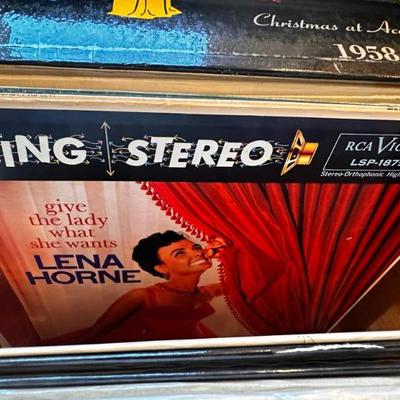 Christmas at Aca
1958
ING STEREO
RCA VIC
LSP-187
Stereo-Orthophonic High
give
the lady
what
she wants
LENA
HORNE